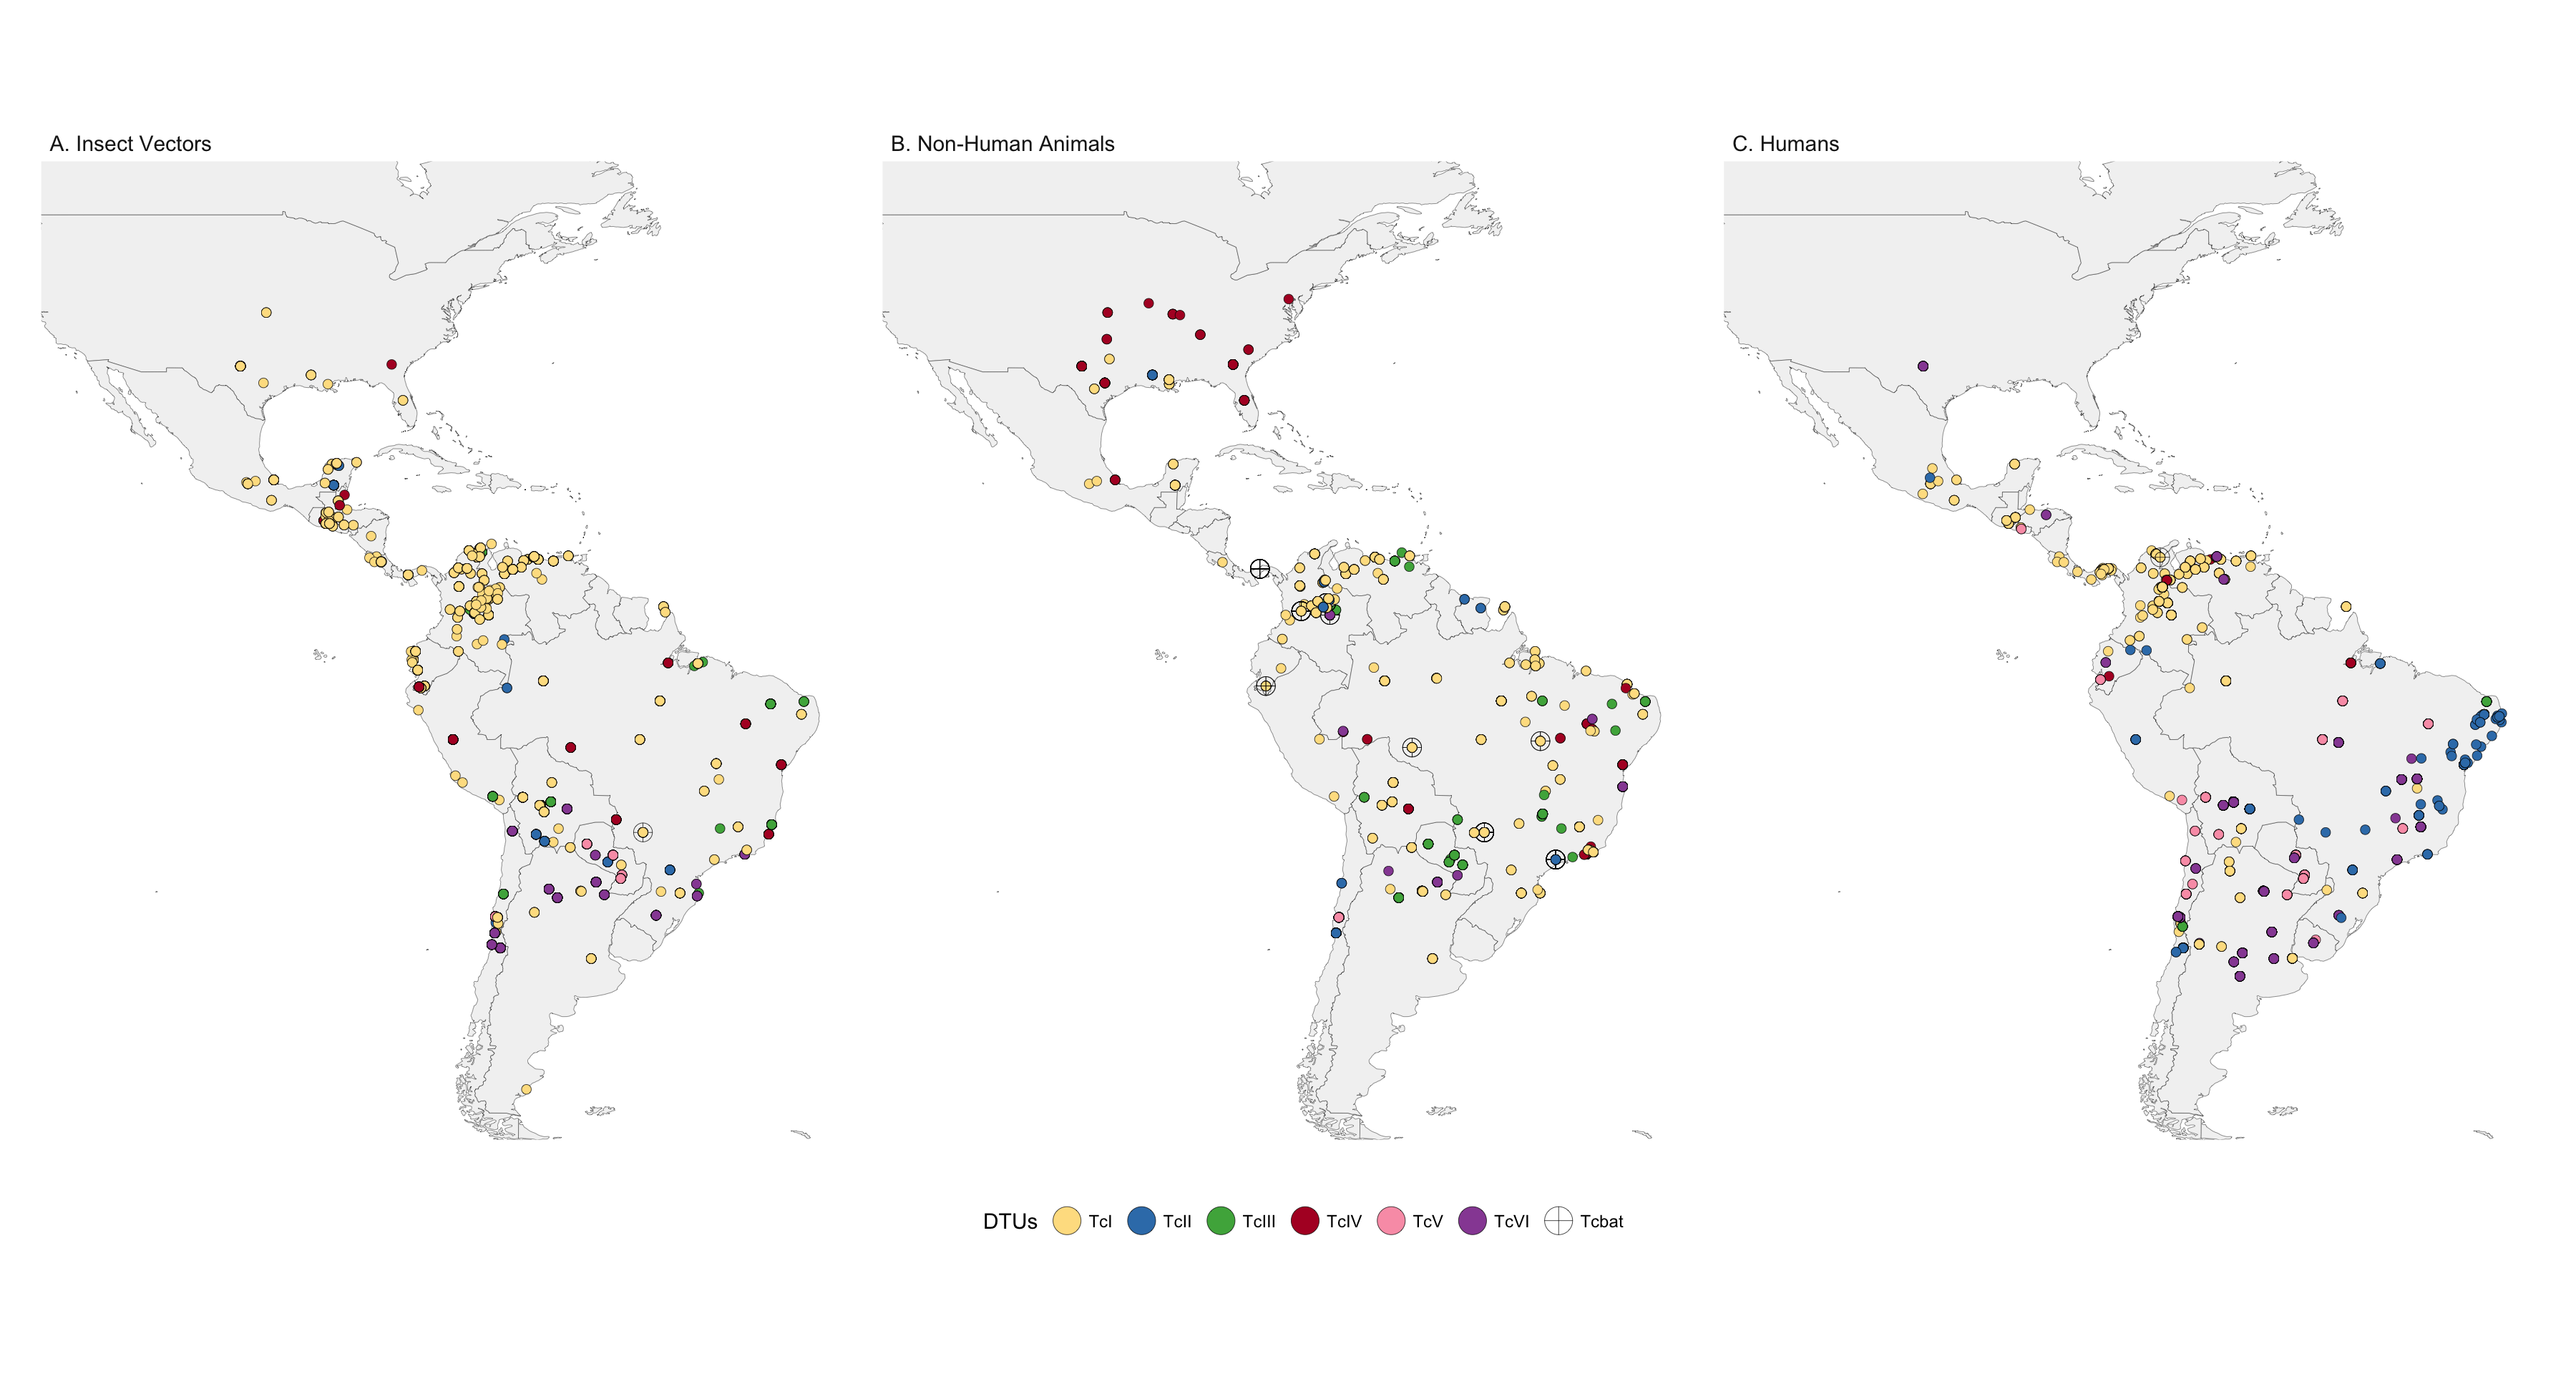 A. Insect Vectors
B. Non-Human Animals
C. Humans
DTUs TcI TcII TcIII TcIV TcV TcVI Tcbat